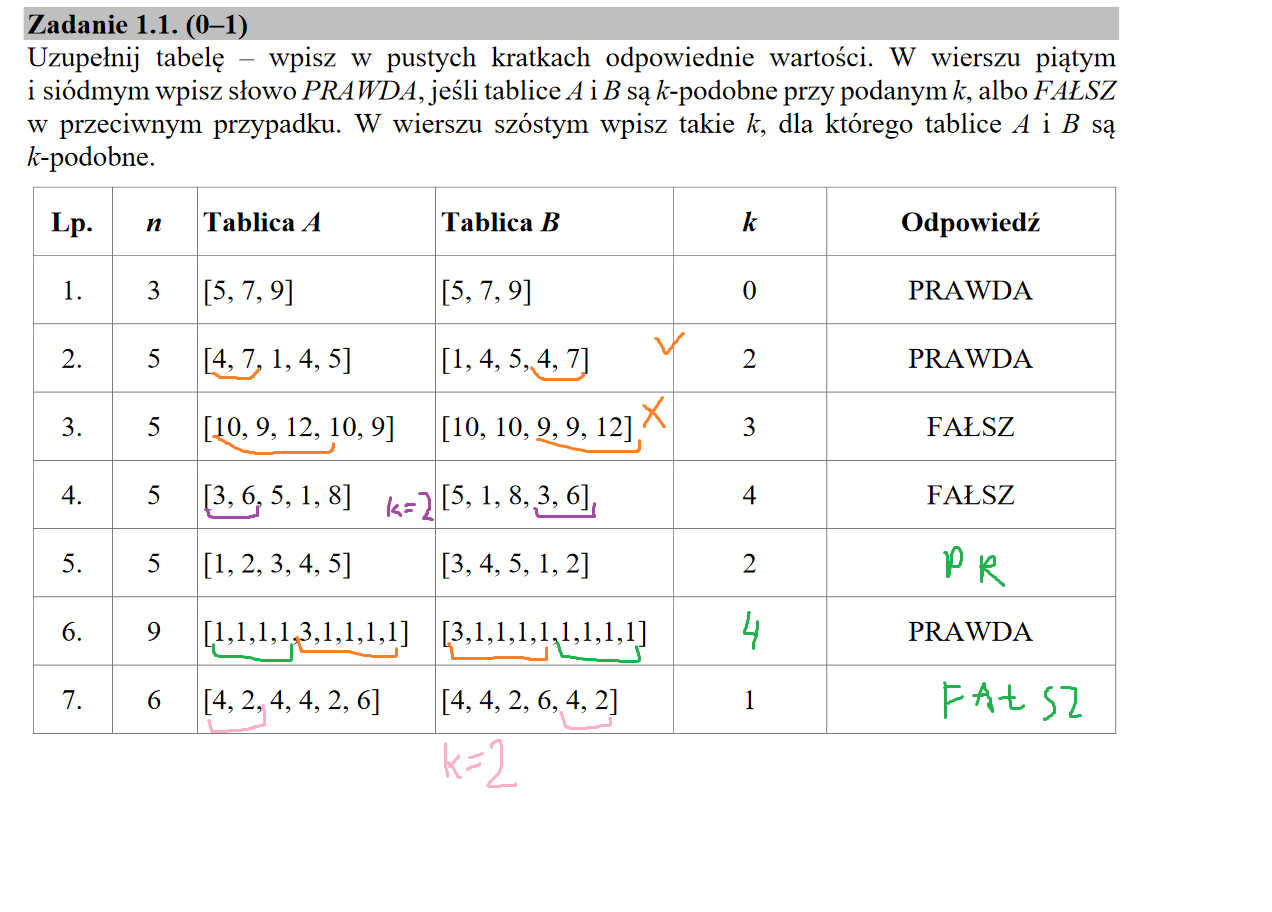 Zadanie 1.1. (0–1)
Uzupełnij tabelę – wpisz w pustych kratkach odpowiednie wartości. W wierszu piątym
i siódmym wpisz słowo PRAWDA, jeśli tablice A i B są k-podobne przy podanym k, albo FAŁSZ
w przeciwnym przypadku. W wierszu szóstym wpisz takie k, dla którego tablice A i B są
k-podobne.
Lp. n Tablica A Tablica B k Odpowiedź
1. 3 [5, 7, 9] [5, 7, 9] 0 PRAWDA
2. 5 [4, 7, 1, 4, 5] [1, 4, 5, 4, 7] 2 PRAWDA
3. 5 [10, 9, 12, 10, 9] [10, 10, 9, 9, 12] 3 FAŁSZ
4. 5 [3, 6, 5, 1, 8] k=2 [5, 1, 8, 3, 6] 4 FAŁSZ
5. 5 [1, 2, 3, 4, 5] [3, 4, 5, 1, 2] 2 PR
6. 9 [1,1,1,1,3,1,1,1,1] [3,1,1,1,1,1,1,1,1] 4 PRAWDA
7. 6 [4, 2, 4, 4, 2, 6] [4, 4, 2, 6, 4, 2] 1 FAŁSZ
k=2